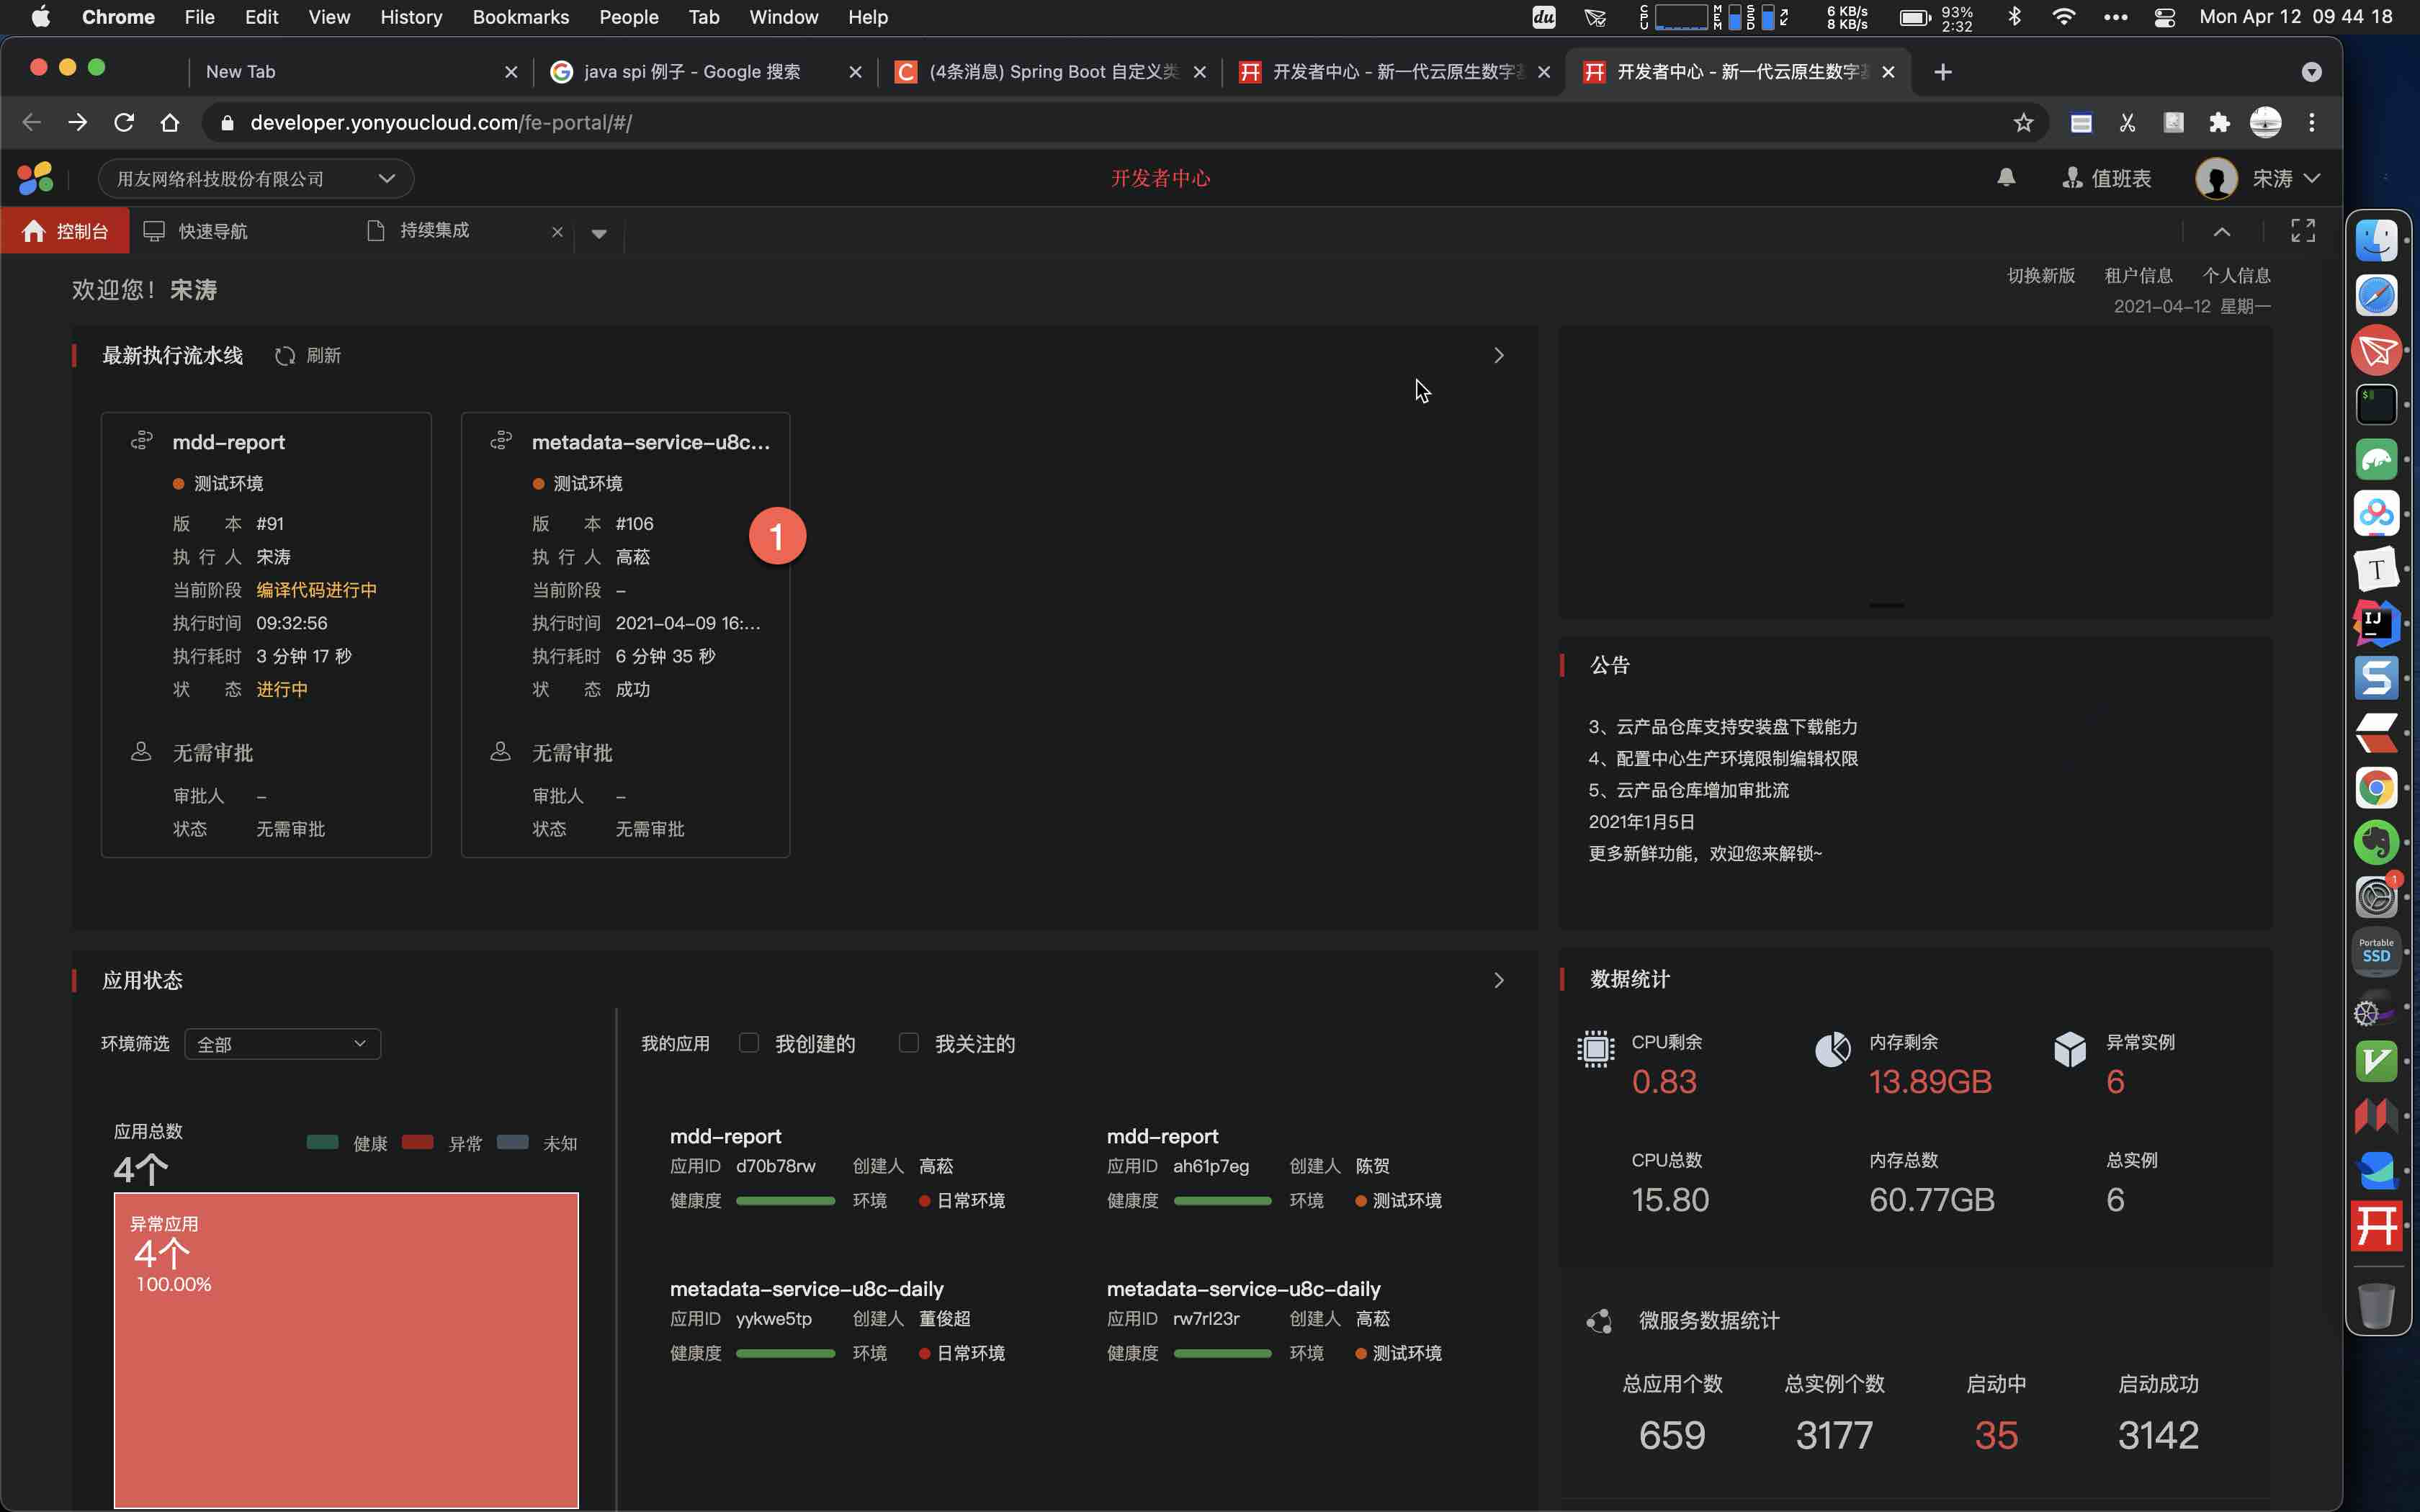 Chrome File Edit View History Bookmarks People Tab Window Help
CPU MEM SSD 6 KB/s 8 KB/s 93% 2:32 Mon Apr 12 09 44 18
New Tab
java spi 例子 - Google 搜索
(4条消息) Spring Boot 自定义类
开发者中心 - 新一代云原生数字
开发者中心 - 新一代云原生数字
developer.yonyoucloud.com/fe-portal/#/
用友网络科技股份有限公司
开发者中心
值班表
宋涛
控制台
快速导航
持续集成
欢迎您！宋涛
切换新版 租户信息 个人信息
2021-04-12 星期一
最新执行流水线 刷新
mdd-report
测试环境
版 本 #91
执 行 人 宋涛
当前阶段 编译代码进行中
执行时间 09:32:56
执行耗时 3 分钟 17 秒
状 态 进行中
无需审批
审批人 –
状态 无需审批
metadata-service-u8c...
测试环境
版 本 #106
执 行 人 高菘
当前阶段 –
执行时间 2021-04-09 16:...
执行耗时 6 分钟 35 秒
状 态 成功
无需审批
审批人 –
状态 无需审批
1
公告
3、云产品仓库支持安装盘下载能力
4、配置中心生产环境限制编辑权限
5、云产品仓库增加审批流
2021年1月5日
更多新鲜功能，欢迎您来解锁~
应用状态
环境筛选 全部
我的应用 我创建的 我关注的
应用总数
4个
健康 异常 未知
异常应用
4个
100.00%
mdd-report
应用ID d70b78rw 创建人 高菘
健康度 环境 日常环境
mdd-report
应用ID ah61p7eg 创建人 陈贺
健康度 环境 测试环境
metadata-service-u8c-daily
应用ID yykwe5tp 创建人 董俊超
健康度 环境 日常环境
metadata-service-u8c-daily
应用ID rw7rl23r 创建人 高菘
健康度 环境 测试环境
数据统计
CPU剩余 内存剩余 异常实例
0.83 13.89GB 6
CPU总数 内存总数 总实例
15.80 60.77GB 6
微服务数据统计
总应用个数 总实例个数 启动中 启动成功
659 3177 35 3142
T
IJ
S
1
Portable
SSD